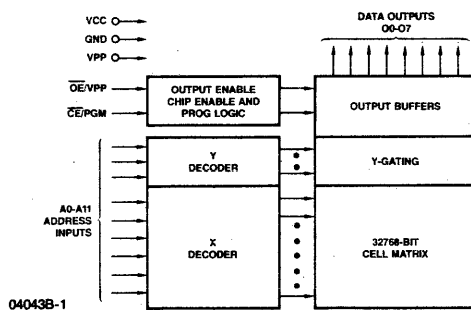 DATA OUTPUTS
O0-O7
VCC
GND
VPP
OE/VPP
CE/PGM
OUTPUT ENABLE
CHIP ENABLE AND
PROG LOGIC
OUTPUT BUFFERS
Y
DECODER
Y-GATING
A0-A11
ADDRESS
INPUTS
X
DECODER
32768-BIT
CELL MATRIX
04043B-1